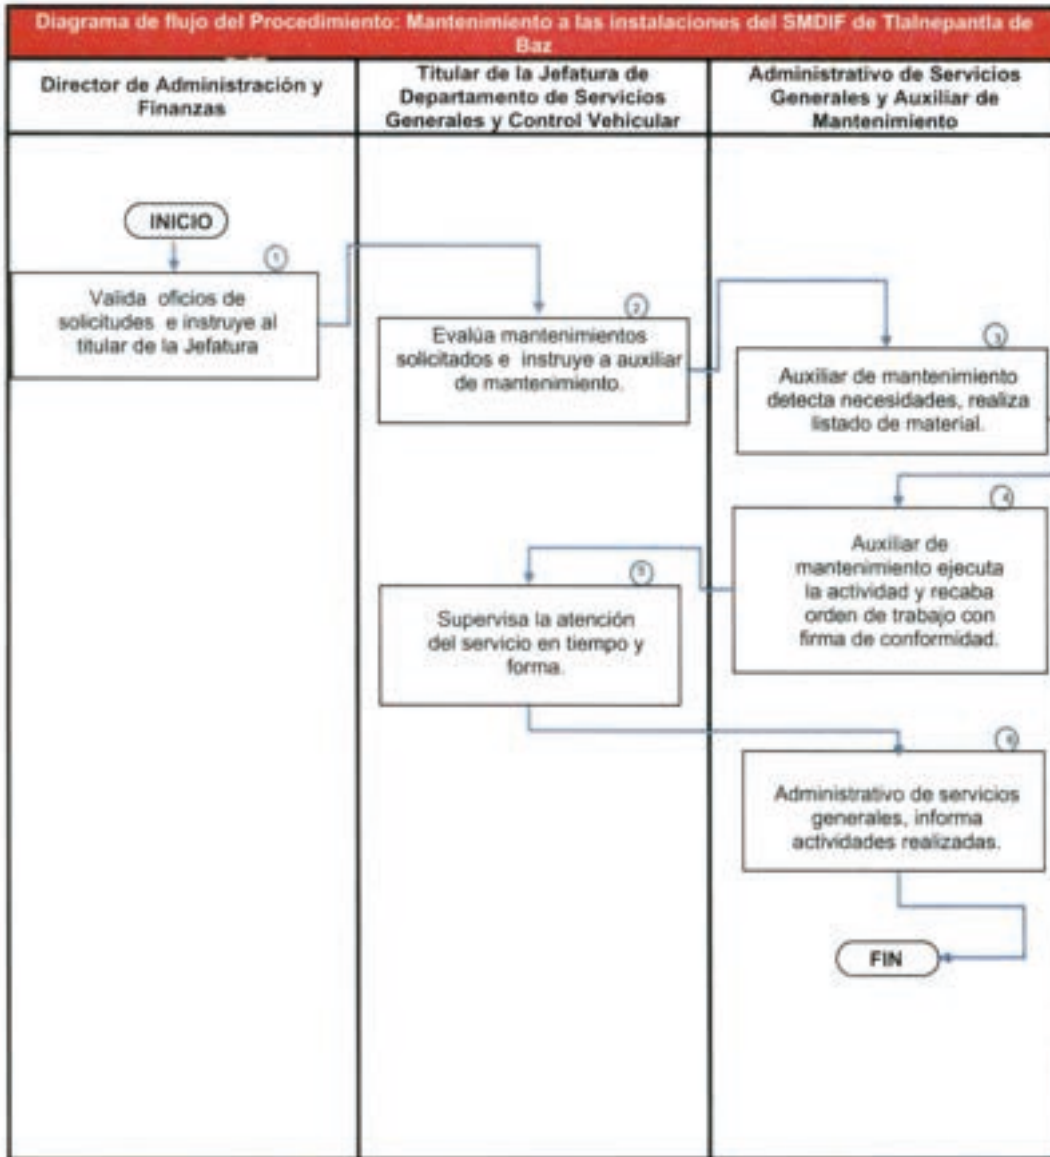 Diagrama de flujo del Procedimiento: Mantenimiento a las instalaciones del SMDIF de Tlalnepantla de
Baz
Director de Administración y
Finanzas
Titular de la Jefatura de
Departamento de Servicios
Generales y Control Vehicular
Administrativo de Servicios
Generales y Auxiliar de
Mantenimiento
INICIO
1
Valida oficios de
solicitudes e instruye al
titular de la Jefatura
2
Evalúa mantenimientos
solicitados e instruye a auxiliar
de mantenimiento.
3
Auxiliar de mantenimiento
detecta necesidades, realiza
listado de material.
4
Auxiliar de
mantenimiento ejecuta
la actividad y recaba
orden de trabajo con
firma de conformidad.
5
Supervisa la atención
del servicio en tiempo y
forma.
6
Administrativo de servicios
generales, informa
actividades realizadas.
FIN